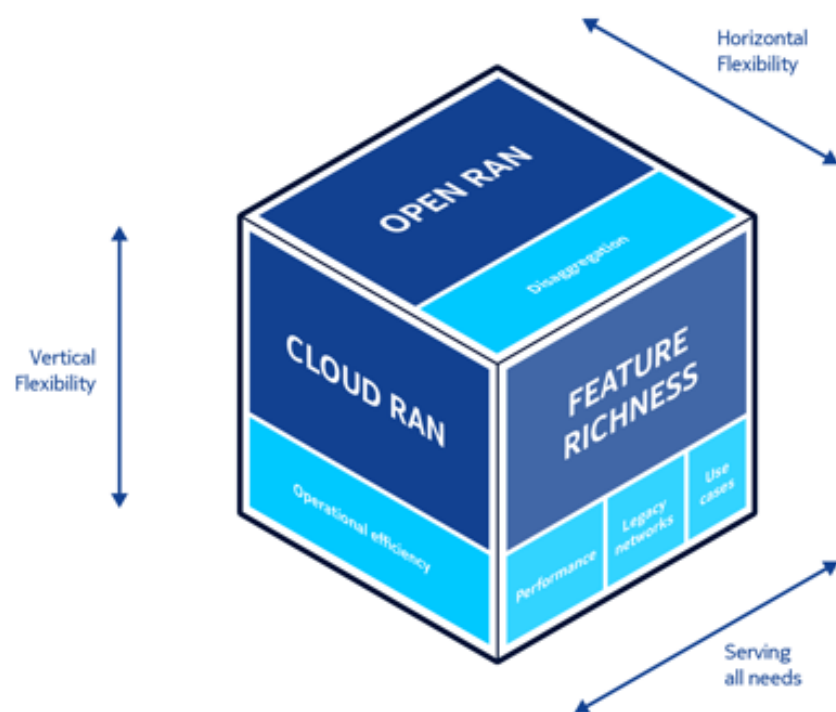 Horizontal
Flexibility
OPEN RAN
Disaggregation
Vertical
Flexibility
CLOUD RAN
Operational efficiency
FEATURE
RICHNESS
Performance
Legacy
networks
Use
cases
Serving
all needs